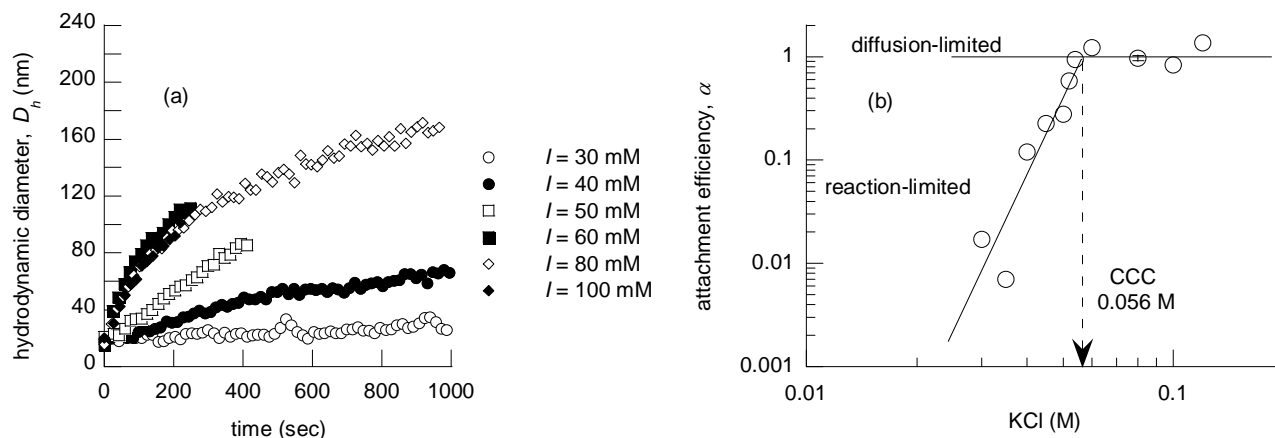 240
200
160
120
80
40
0
hydrodynamic diameter, D_h (nm)
(a)
0 200 400 600 800 1000
time (sec)
I = 30 mM
I = 40 mM
I = 50 mM
I = 60 mM
I = 80 mM
I = 100 mM
attachment efficiency, α
1
0.1
0.01
0.001
diffusion-limited
(b)
reaction-limited
CCC
0.056 M
0.01 0.1
KCl (M)